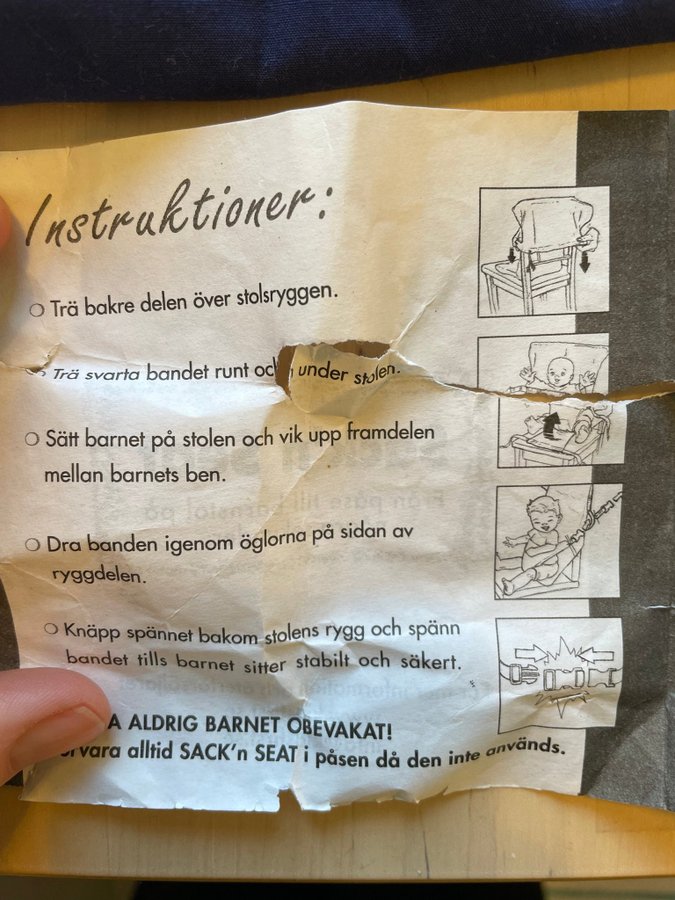 Instruktioner:
Trä bakre delen över stolsryggen.
Trä svarta bandet runt och under stolen.
Sätt barnet på stolen och vik upp framdelen
mellan barnets ben.
Dra banden igenom öglorna på sidan av
ryggdelen.
Knäpp spännet bakom stolens rygg och spänn
bandet tills barnet sitter stabilt och säkert.
ALDRIG BARNET OBEVAKAT!
alltid SACK'n SEAT i påsen då den inte används.